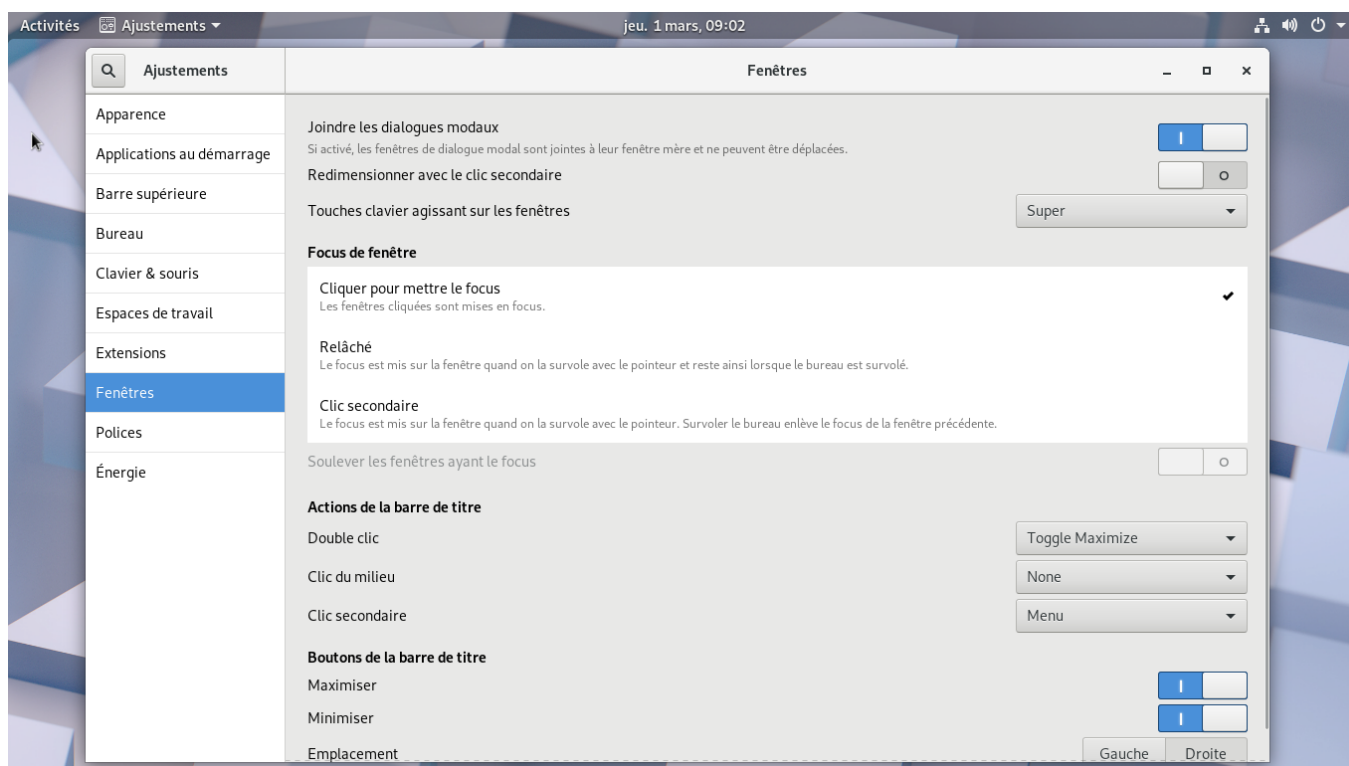 Activités Ajustements jeu. 1 mars, 09:02
Ajustements Fenêtres
Apparence
Applications au démarrage
Barre supérieure
Bureau
Clavier & souris
Espaces de travail
Extensions
Fenêtres
Polices
Énergie
Joindre les dialogues modaux
Si activé, les fenêtres de dialogue modal sont jointes à leur fenêtre mère et ne peuvent être déplacées.
Redimensionner avec le clic secondaire
Touches clavier agissant sur les fenêtres Super
Focus de fenêtre
Cliquer pour mettre le focus
Les fenêtres cliquées sont mises en focus.
Relâché
Le focus est mis sur la fenêtre quand on la survole avec le pointeur et reste ainsi lorsque le bureau est survolé.
Clic secondaire
Le focus est mis sur la fenêtre quand on la survole avec le pointeur. Survoler le bureau enlève le focus de la fenêtre précédente.
Soulever les fenêtres ayant le focus
Actions de la barre de titre
Double clic Toggle Maximize
Clic du milieu None
Clic secondaire Menu
Boutons de la barre de titre
Maximiser
Minimiser
Emplacement Gauche Droite